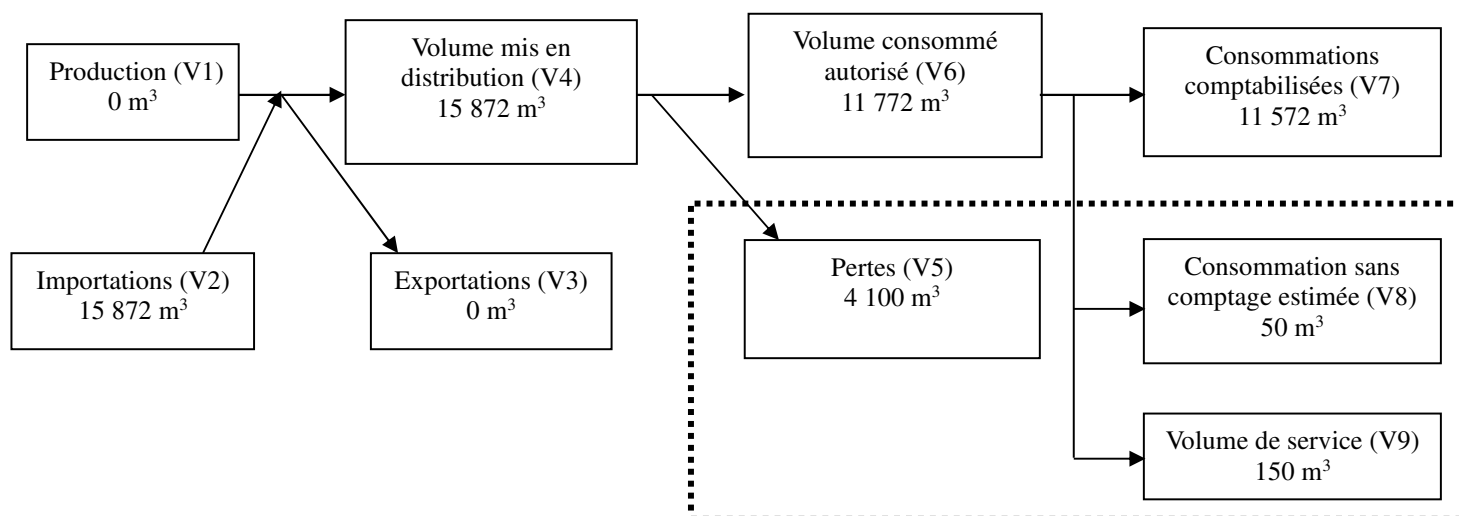 Production (V1)
0 m³
Volume mis en
distribution (V4)
15 872 m³
Volume consommé
autorisé (V6)
11 772 m³
Consommations
comptabilisées (V7)
11 572 m³
Importations (V2)
15 872 m³
Exportations (V3)
0 m³
Pertes (V5)
4 100 m³
Consommation sans
comptage estimée (V8)
50 m³
Volume de service (V9)
150 m³